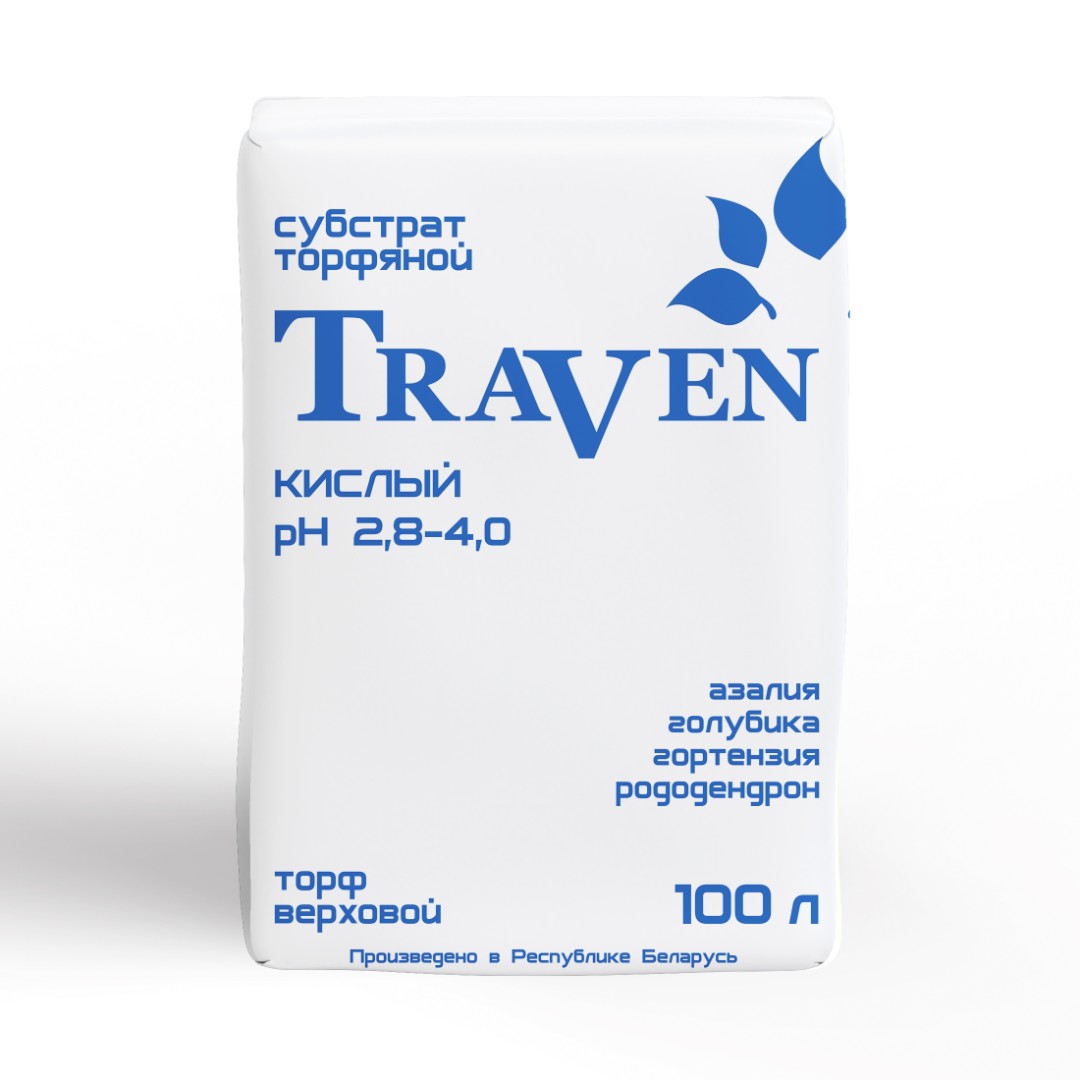 субстрат
торфяной
TRAVEN
кислый
pH 2,8-4,0
азалия
голубика
гортензия
рододендрон
торф
верховой
100 л
Произведено в Республике Беларусь